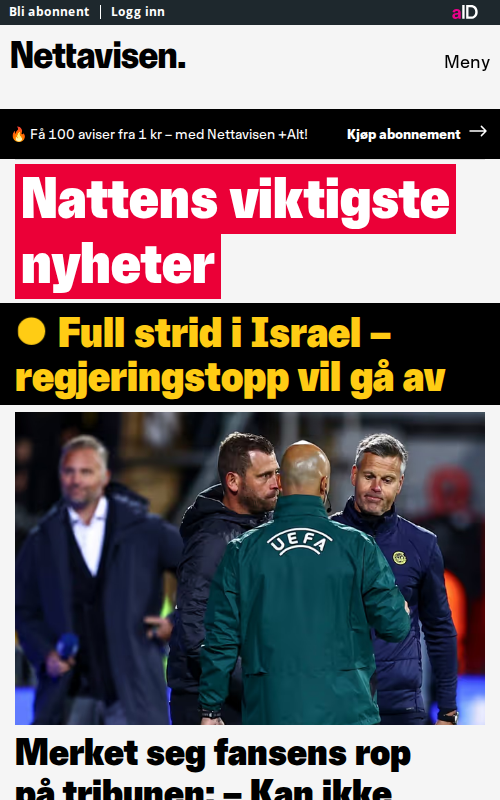 Bli abonnent | Logg inn
aID
Nettavisen.
Meny
🔥 Få 100 aviser fra 1 kr – med Nettavisen +Alt!
Kjøp abonnement →
Nattens viktigste
nyheter
Full strid i Israel –
regjeringstopp vil gå av
UEFA
Merket seg fansens rop
på tribunen: – Kan ikke